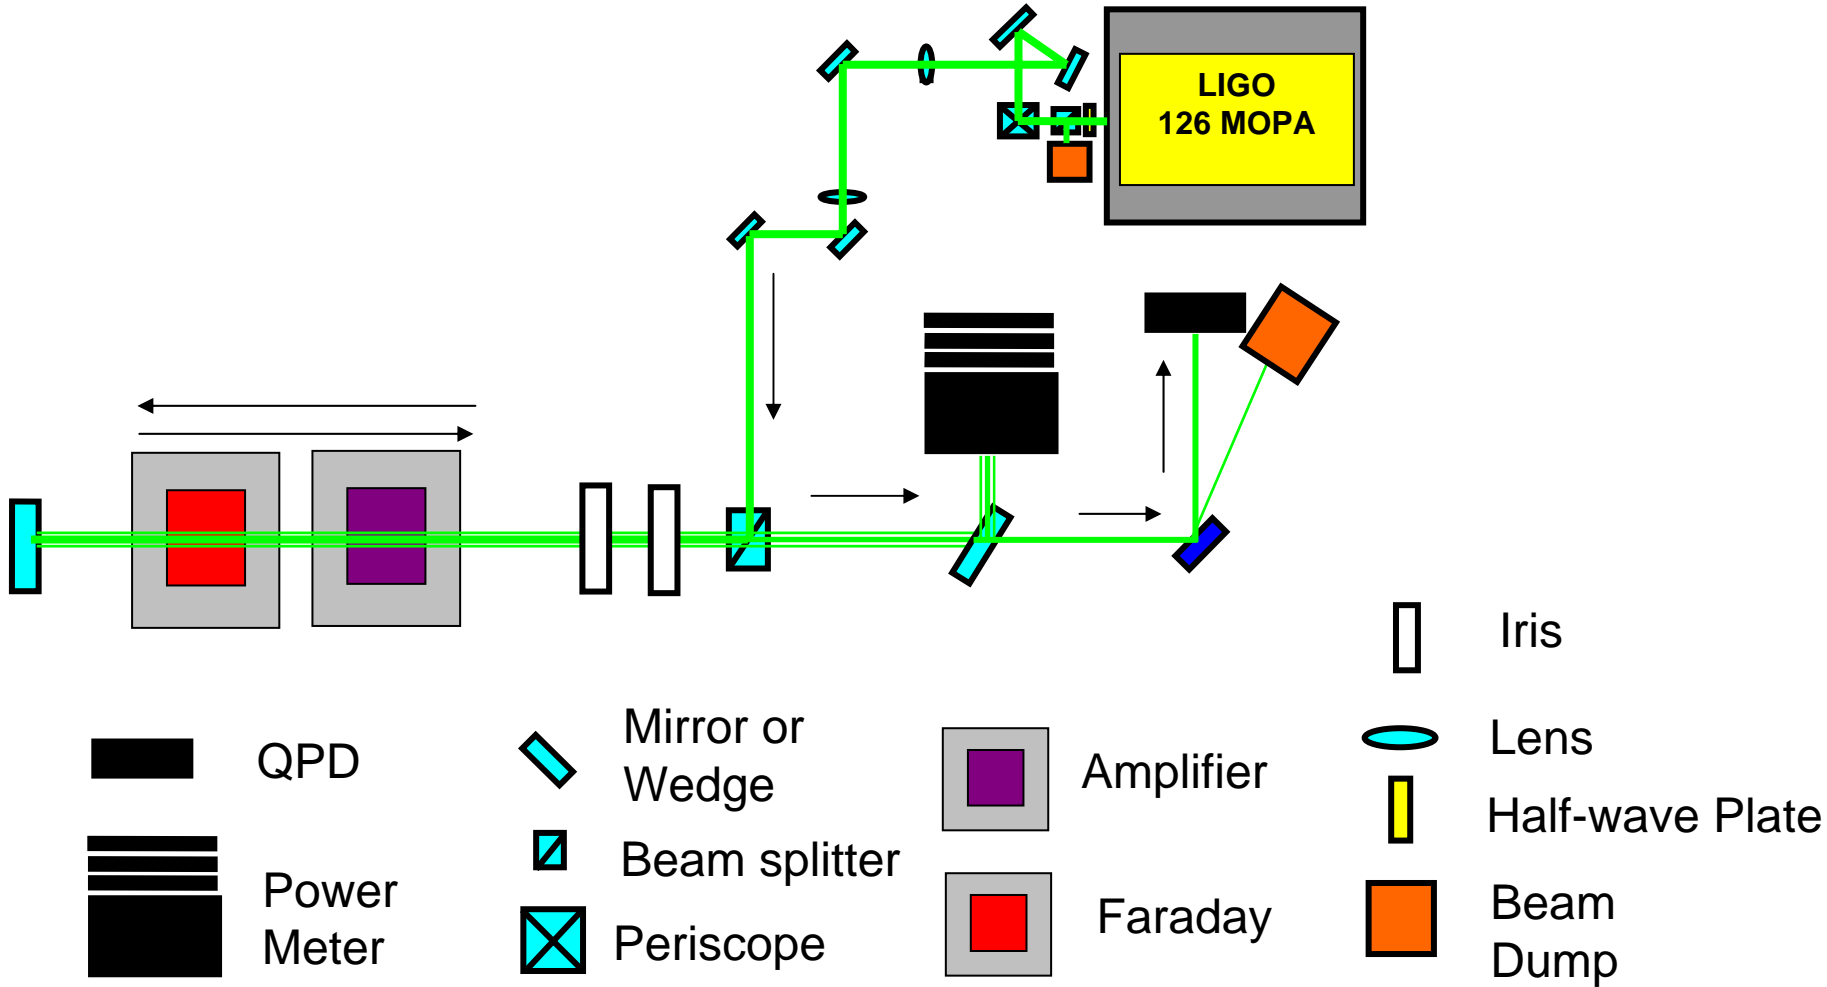 LIGO
126 MOPA
Iris
QPD
Mirror or
Wedge
Amplifier
Lens
Half-wave Plate
Power
Meter
Beam splitter
Periscope
Faraday
Beam
Dump